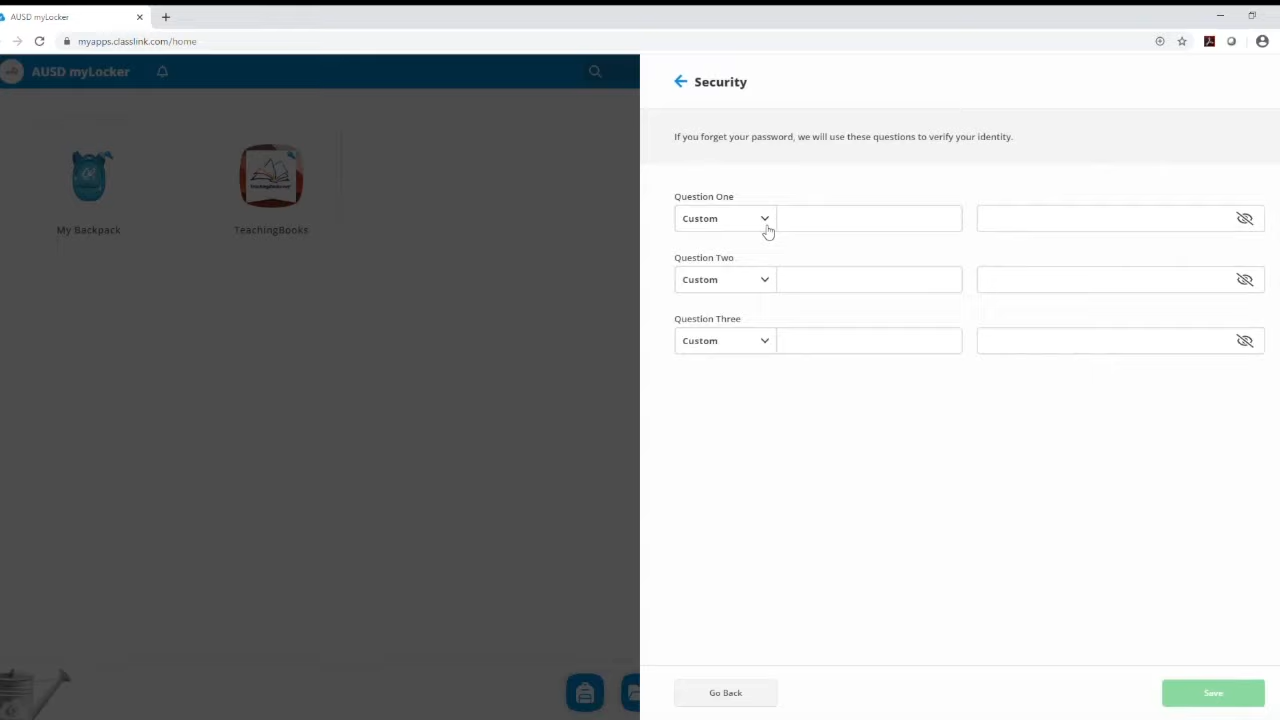 AUSD myLocker
myapps.classlink.com/home
AUSD myLocker
My Backpack
TeachingBooks
Security
If you forget your password, we will use these questions to verify your identity.
Question One
Custom
Question Two
Custom
Question Three
Custom
Go Back
Save